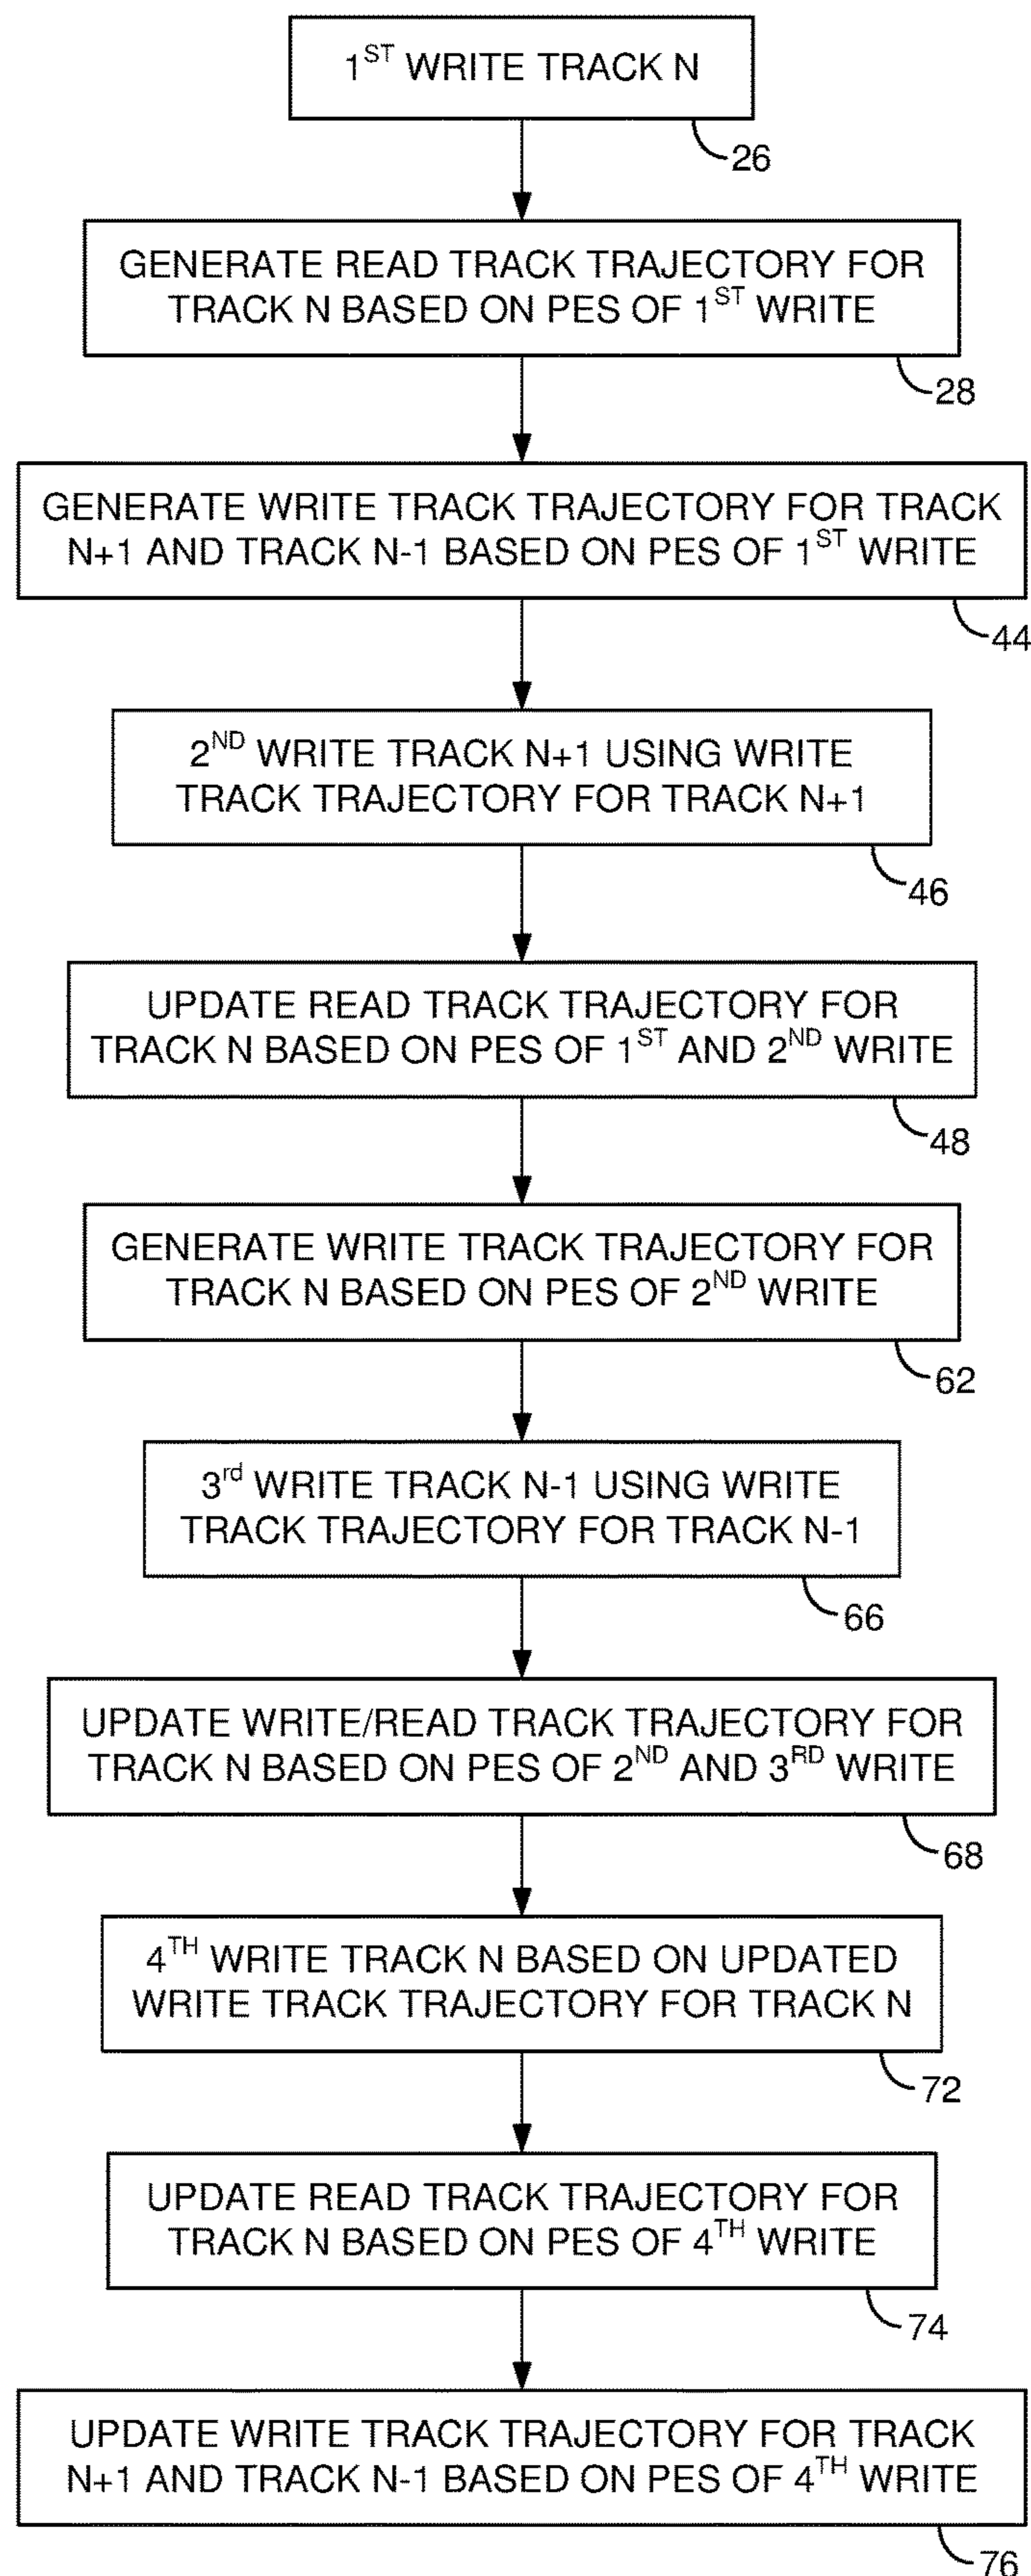 1ST WRITE TRACK N
26
GENERATE READ TRACK TRAJECTORY FOR
TRACK N BASED ON PES OF 1ST WRITE
28
GENERATE WRITE TRACK TRAJECTORY FOR TRACK
N+1 AND TRACK N-1 BASED ON PES OF 1ST WRITE
44
2ND WRITE TRACK N+1 USING WRITE
TRACK TRAJECTORY FOR TRACK N+1
46
UPDATE READ TRACK TRAJECTORY FOR
TRACK N BASED ON PES OF 1ST AND 2ND WRITE
48
GENERATE WRITE TRACK TRAJECTORY FOR
TRACK N BASED ON PES OF 2ND WRITE
62
3rd WRITE TRACK N-1 USING WRITE
TRACK TRAJECTORY FOR TRACK N-1
66
UPDATE WRITE/READ TRACK TRAJECTORY FOR
TRACK N BASED ON PES OF 2ND AND 3RD WRITE
68
4TH WRITE TRACK N BASED ON UPDATED
WRITE TRACK TRAJECTORY FOR TRACK N
72
UPDATE READ TRACK TRAJECTORY FOR
TRACK N BASED ON PES OF 4TH WRITE
74
UPDATE WRITE TRACK TRAJECTORY FOR TRACK
N+1 AND TRACK N-1 BASED ON PES OF 4TH WRITE
76